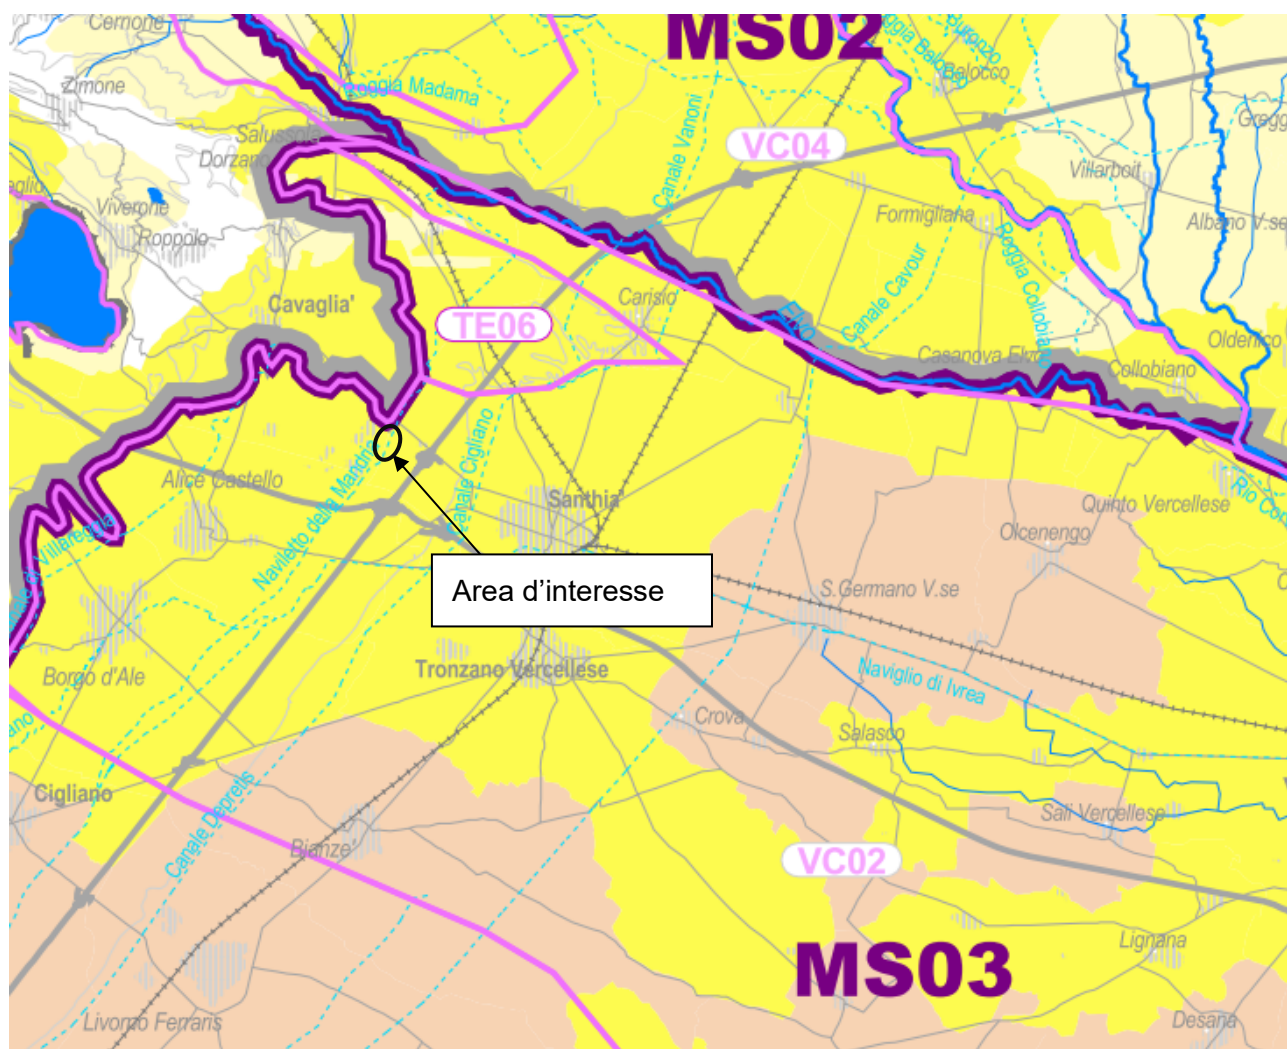 Cernone
MS02
Buronzo
Roggia Madama
Zimone
Balocco
Canale Vanoni
Salussola
Dorzano
VC04
Villarboit
Viverone
Roppolo
Formigliana
Albano V.se
Roggia Collobiano
Cavaglia'
Carisio
TE06
Canale Cavour
Elvo
Oldenico
Casanova Elvo
Collobiano
Alice Castello
Naviletto della Mandria
Canale Cigliano
Santhia'
Quinto Vercellese
Olcenengo
Area d'interesse
S.Germano V.se
Borgo d'Ale
Tronzano Vercellese
Naviglio di Ivrea
Crova
Salasco
Cigliano
Canale Depretis
Sali Vercellese
Bianze'
VC02
Lignana
MS03
Livorno Ferraris
Desana